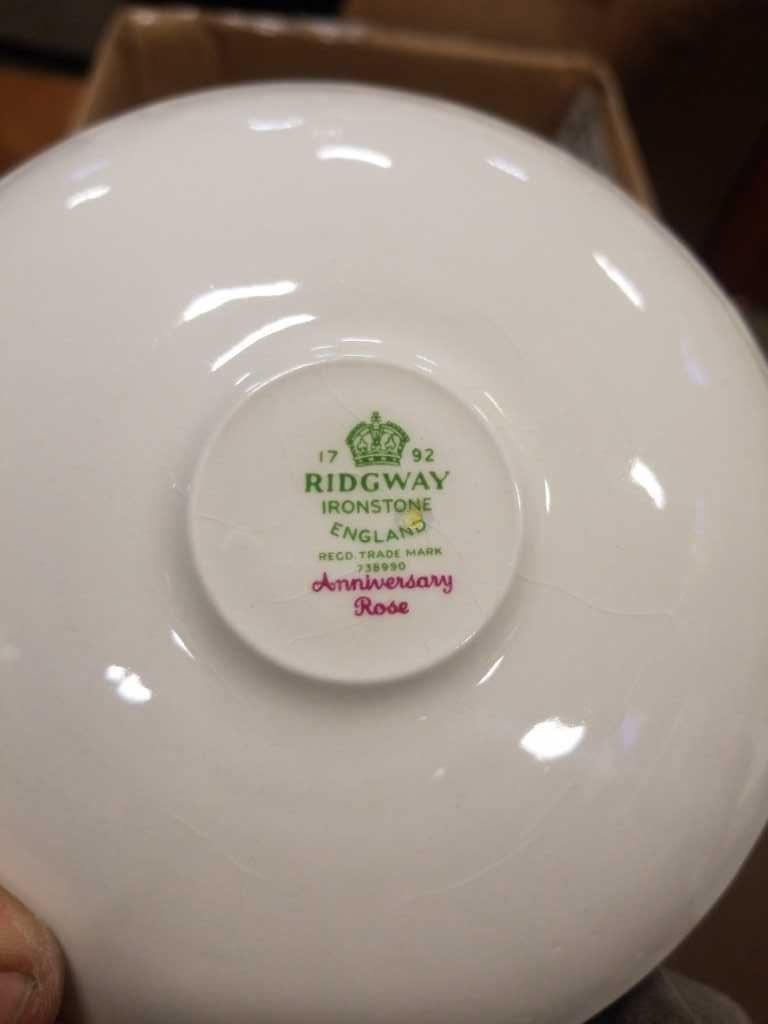 17 92
RIDGWAY
IRONSTONE
ENGLAND
REGD. TRADE MARK
738990
Anniversary
Rose